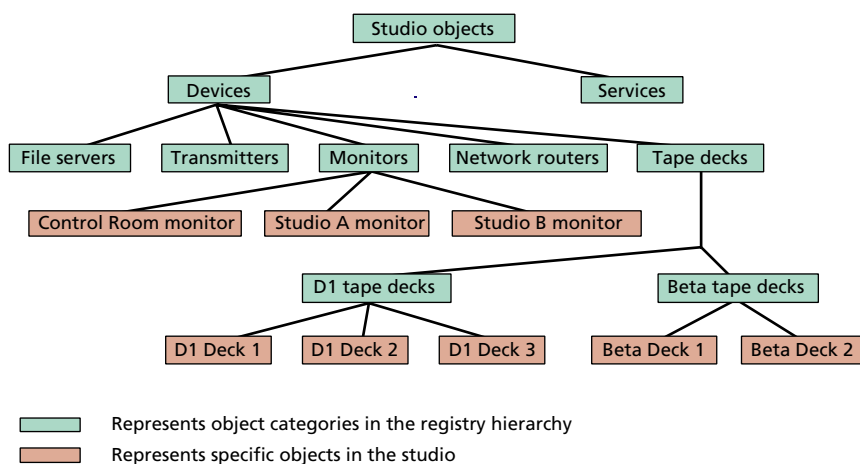 Studio objects
Devices
Services
File servers
Transmitters
Monitors
Network routers
Tape decks
Control Room monitor
Studio A monitor
Studio B monitor
D1 tape decks
Beta tape decks
D1 Deck 1
D1 Deck 2
D1 Deck 3
Beta Deck 1
Beta Deck 2
Represents object categories in the registry hierarchy
Represents specific objects in the studio